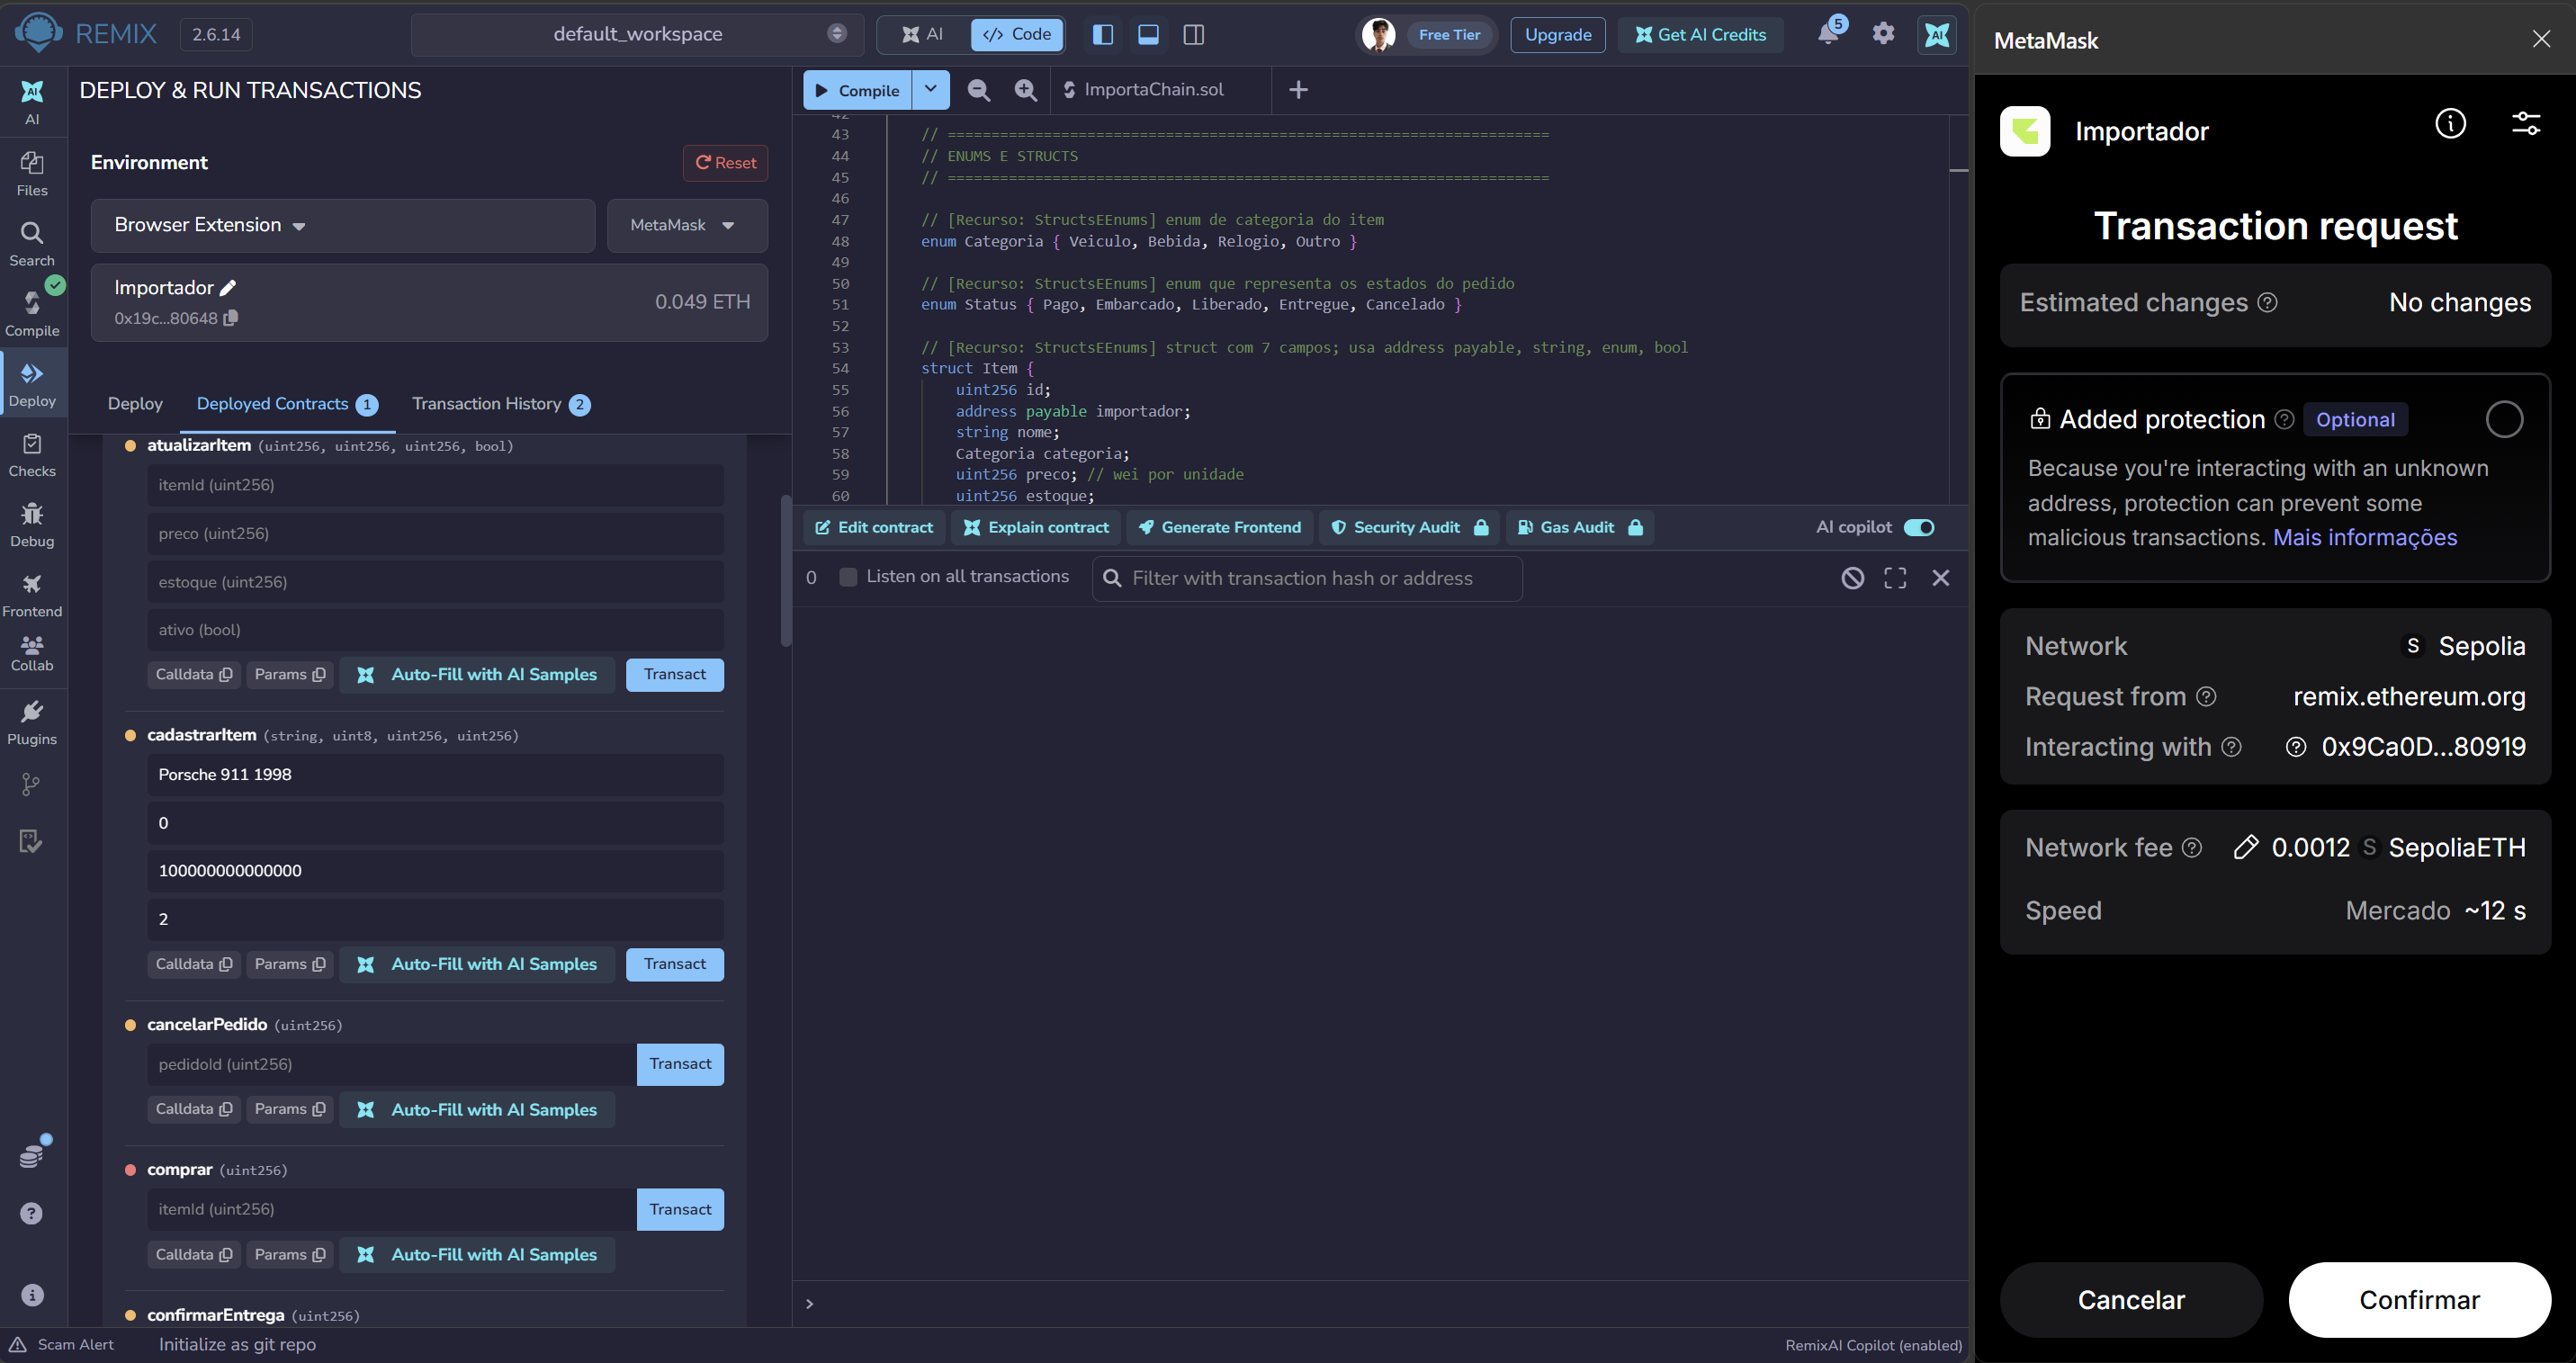 REMIX 2.6.14
default_workspace
AI
Code
Free Tier
Upgrade
Get AI Credits
5
AI
AI
AI
Files
Search
Compile
Deploy
Checks
Debug
Frontend
Collab
Plugins
DEPLOY & RUN TRANSACTIONS
Environment
Reset
Browser Extension
MetaMask
Importador
0x19c...80648
0.049 ETH
Deploy
Deployed Contracts 1
Transaction History 2
atualizarItem (uint256, uint256, uint256, bool)
itemId (uint256)
preco (uint256)
estoque (uint256)
ativo (bool)
Calldata Params Auto-Fill with AI Samples Transact
cadastrarItem (string, uint8, uint256, uint256)
Porsche 911 1998
0
100000000000000
2
Calldata Params Auto-Fill with AI Samples Transact
cancelarPedido (uint256)
pedidoId (uint256) Transact
Calldata Params Auto-Fill with AI Samples
comprar (uint256)
itemId (uint256) Transact
Calldata Params Auto-Fill with AI Samples
confirmarEntrega (uint256)
Compile
ImportaChain.sol
42
43 // ======================================================================
44 // ENUMS E STRUCTS
45 // ======================================================================
46
47 // [Recurso: StructsEEnums] enum de categoria do item
48 enum Categoria { Veiculo, Bebida, Relogio, Outro }
49
50 // [Recurso: StructsEEnums] enum que representa os estados do pedido
51 enum Status { Pago, Embarcado, Liberado, Entregue, Cancelado }
52
53 // [Recurso: StructsEEnums] struct com 7 campos; usa address payable, string, enum, bool
54 struct Item {
55 uint256 id;
56 address payable importador;
57 string nome;
58 Categoria categoria;
59 uint256 preco; // wei por unidade
60 uint256 estoque;
Edit contract Explain contract Generate Frontend Security Audit Gas Audit AI copilot
0 Listen on all transactions Filter with transaction hash or address
>
Scam Alert Initialize as git repo RemixAI Copilot (enabled)
MetaMask
Importador
Transaction request
Estimated changes No changes
Added protection Optional
Because you're interacting with an unknown
address, protection can prevent some
malicious transactions. Mais informações
Network S Sepolia
Request from remix.ethereum.org
Interacting with 0x9Ca0D...80919
Network fee 0.0012 S SepoliaETH
Speed Mercado ~12 s
Cancelar Confirmar